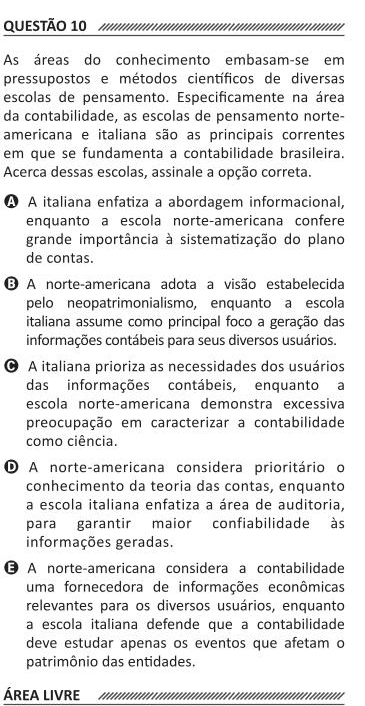 QUESTÃO 10
As áreas do conhecimento embasam-se em
pressupostos e métodos científicos de diversas
escolas de pensamento. Especificamente na área
da contabilidade, as escolas de pensamento norte-
americana e italiana são as principais correntes
em que se fundamenta a contabilidade brasileira.
Acerca dessas escolas, assinale a opção correta.
A A italiana enfatiza a abordagem informacional,
enquanto a escola norte-americana confere
grande importância à sistematização do plano
de contas.
B A norte-americana adota a visão estabelecida
pelo neopatrimonialismo, enquanto a escola
italiana assume como principal foco a geração das
informações contábeis para seus diversos usuários.
C A italiana prioriza as necessidades dos usuários
das informações contábeis, enquanto a
escola norte-americana demonstra excessiva
preocupação em caracterizar a contabilidade
como ciência.
D A norte-americana considera prioritário o
conhecimento da teoria das contas, enquanto
a escola italiana enfatiza a área de auditoria,
para garantir maior confiabilidade às
informações geradas.
E A norte-americana considera a contabilidade
uma fornecedora de informações econômicas
relevantes para os diversos usuários, enquanto
a escola italiana defende que a contabilidade
deve estudar apenas os eventos que afetam o
patrimônio das entidades.
ÁREA LIVRE